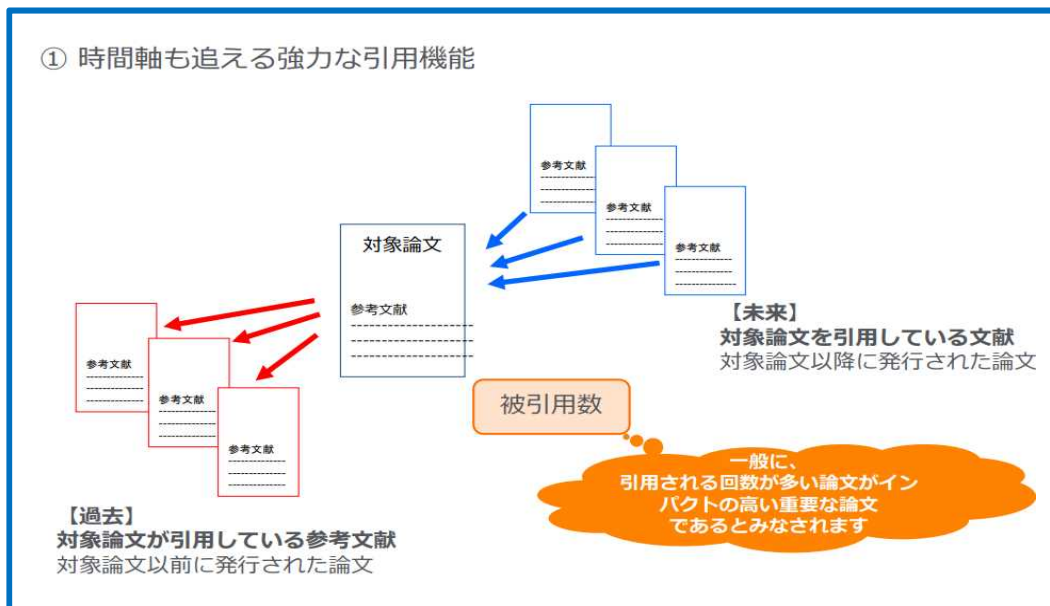 ① 時間軸も追える強力な引用機能
参考文献
参考文献
参考文献
対象論文
参考文献
【未来】
対象論文を引用している文献
対象論文以降に発行された論文
参考文献
参考文献
参考文献
被引用数
一般に、
引用される回数が多い論文がイン
パクトの高い重要な論文
であるとみなされます
【過去】
対象論文が引用している参考文献
対象論文以前に発行された論文